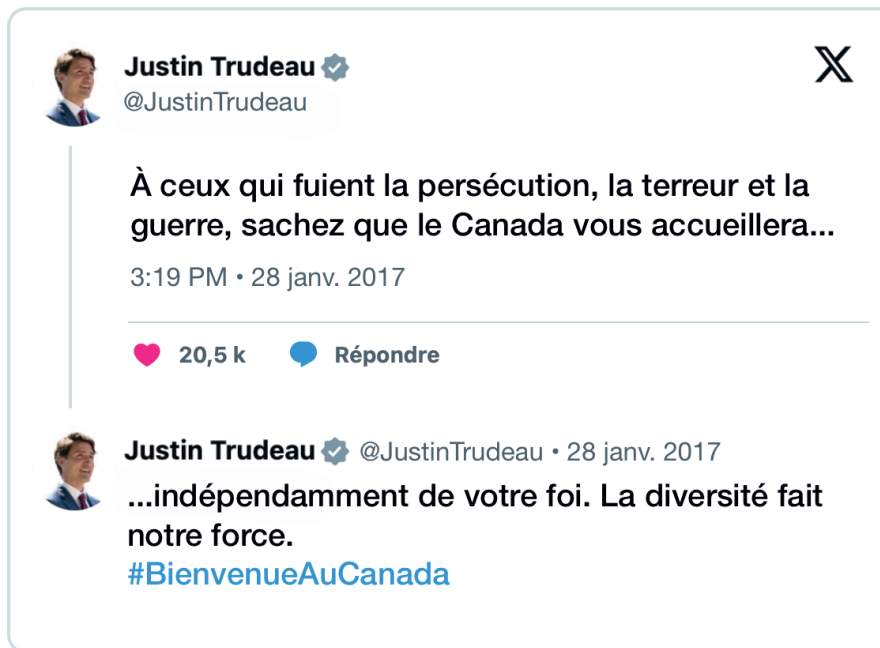 Justin Trudeau
@JustinTrudeau
À ceux qui fuient la persécution, la terreur et la
guerre, sachez que le Canada vous accueillera...
3:19 PM • 28 janv. 2017
20,5 k Répondre
Justin Trudeau @JustinTrudeau • 28 janv. 2017
...indépendamment de votre foi. La diversité fait
notre force.
#BienvenueAuCanada